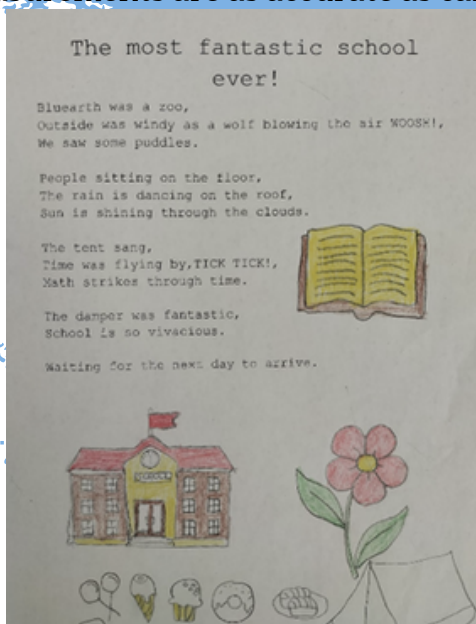 The most fantastic school
ever!
Bluearth was a zoo,
Outside was windy as a wolf blowing the air WOOSH!,
We saw some puddles.
People sitting on the floor,
The rain is dancing on the roof,
Sun is shining through the clouds.
The tent sang,
Time was flying by,TICK TICK!,
Math strikes through time.
The damper was fantastic,
School is so vivacious.
Waiting for the next day to arrive.
SCHOOL